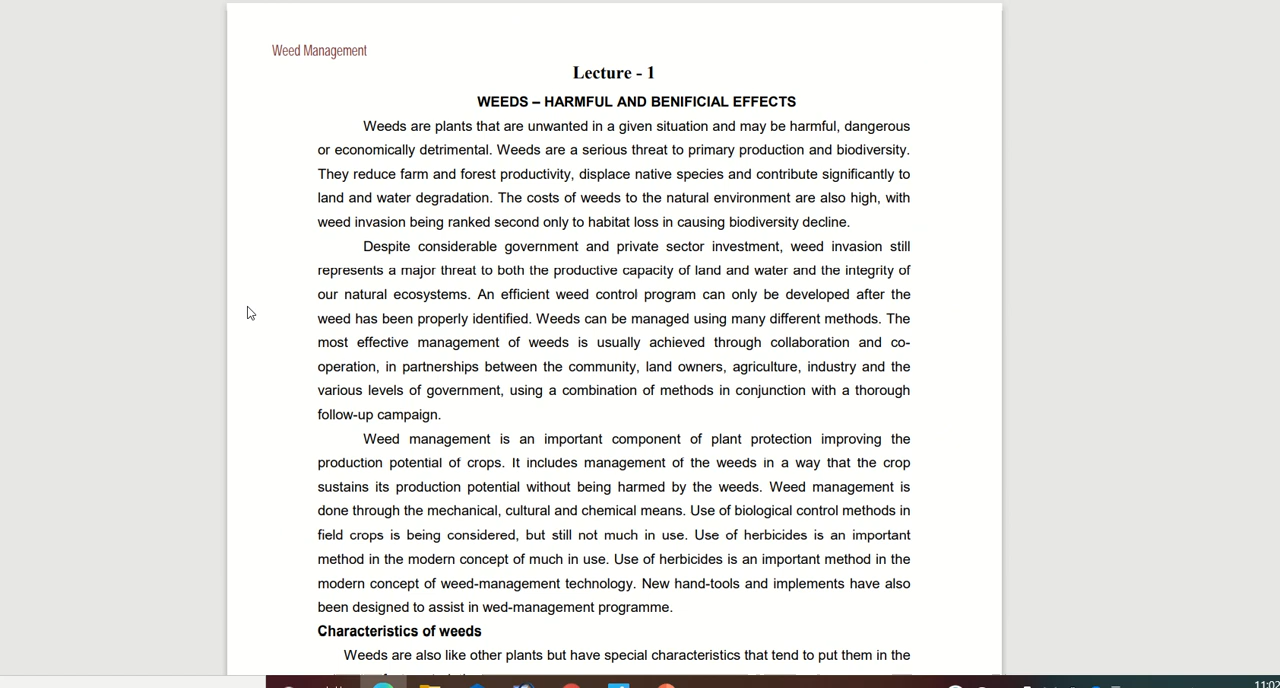 Weed Management
Lecture - 1
WEEDS – HARMFUL AND BENIFICIAL EFFECTS
Weeds are plants that are unwanted in a given situation and may be harmful, dangerous
or economically detrimental. Weeds are a serious threat to primary production and biodiversity.
They reduce farm and forest productivity, displace native species and contribute significantly to
land and water degradation. The costs of weeds to the natural environment are also high, with
weed invasion being ranked second only to habitat loss in causing biodiversity decline.
Despite considerable government and private sector investment, weed invasion still
represents a major threat to both the productive capacity of land and water and the integrity of
our natural ecosystems. An efficient weed control program can only be developed after the
weed has been properly identified. Weeds can be managed using many different methods. The
most effective management of weeds is usually achieved through collaboration and co-
operation, in partnerships between the community, land owners, agriculture, industry and the
various levels of government, using a combination of methods in conjunction with a thorough
follow-up campaign.
Weed management is an important component of plant protection improving the
production potential of crops. It includes management of the weeds in a way that the crop
sustains its production potential without being harmed by the weeds. Weed management is
done through the mechanical, cultural and chemical means. Use of biological control methods in
field crops is being considered, but still not much in use. Use of herbicides is an important
method in the modern concept of much in use. Use of herbicides is an important method in the
modern concept of weed-management technology. New hand-tools and implements have also
been designed to assist in wed-management programme.
Characteristics of weeds
Weeds are also like other plants but have special characteristics that tend to put them in the
11:02